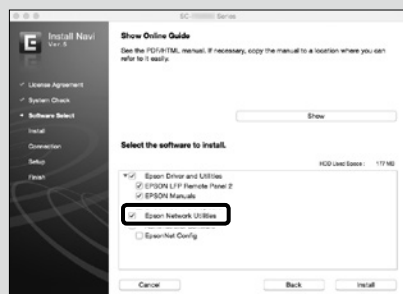 EC- Series
E
Install Navi
Ver.5
License Agreement
System Check
Software Select
Install
Connection
Setup
Finish
Show Online Guide
See the PDF/HTML manual. If necessary, copy the manual to a location where you can
refer to it easily.
Show
Select the software to install.
HDD Used Space : 177 MB
Epson Driver and Utilities
EPSON LFP Remote Panel 2
EPSON Manuals
Epson Network Utilities
EpsonNet Config
Cancel
Back
Install